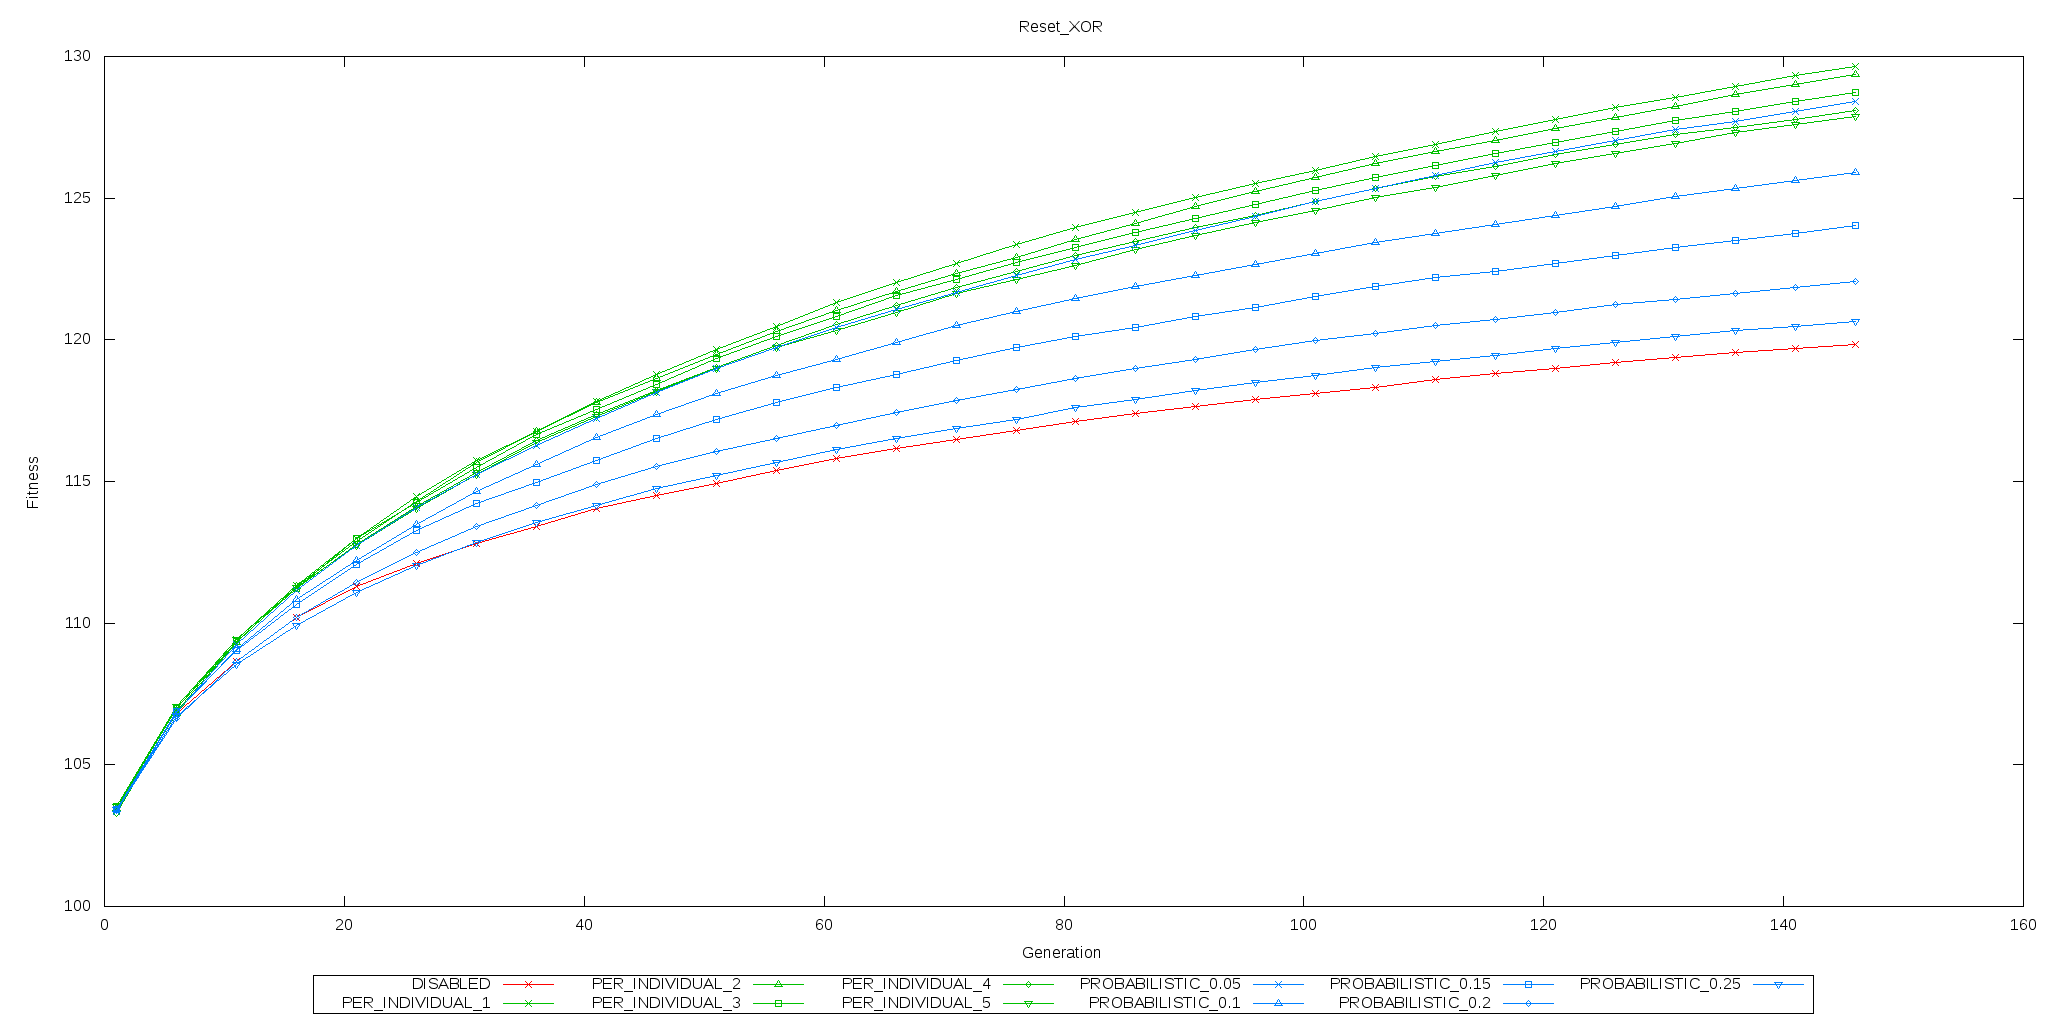 Reset_XOR
130
125
120
115
110
105
100
Fitness
0 20 40 60 80 100 120 140 160
Generation
DISABLED PER_INDIVIDUAL_2 PER_INDIVIDUAL_4 PROBABILISTIC_0.05 PROBABILISTIC_0.15 PROBABILISTIC_0.25
PER_INDIVIDUAL_1 PER_INDIVIDUAL_3 PER_INDIVIDUAL_5 PROBABILISTIC_0.1 PROBABILISTIC_0.2